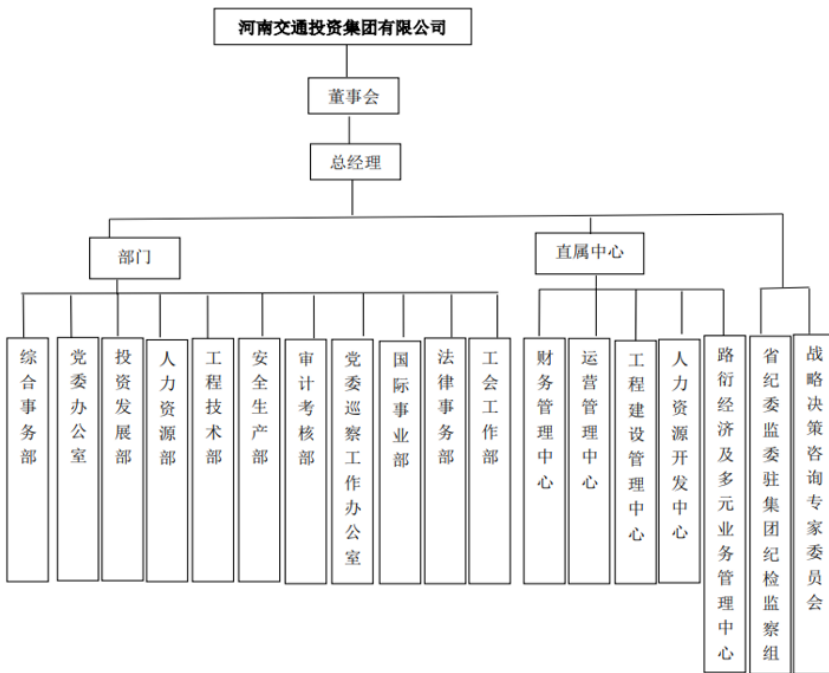 河南交通投资集团有限公司
董事会
总经理
部门
直属中心
综合事务部
党委办公室
投资发展部
人力资源部
工程技术部
安全生产部
审计考核部
党委巡察工作办公室
国际事业部
法律事务部
工会工作部
财务管理中心
运营管理中心
工程建设管理中心
人力资源开发中心
路衍经济及多元业务管理中心
省纪委监委驻集团纪检监察组
战略决策咨询专家委员会